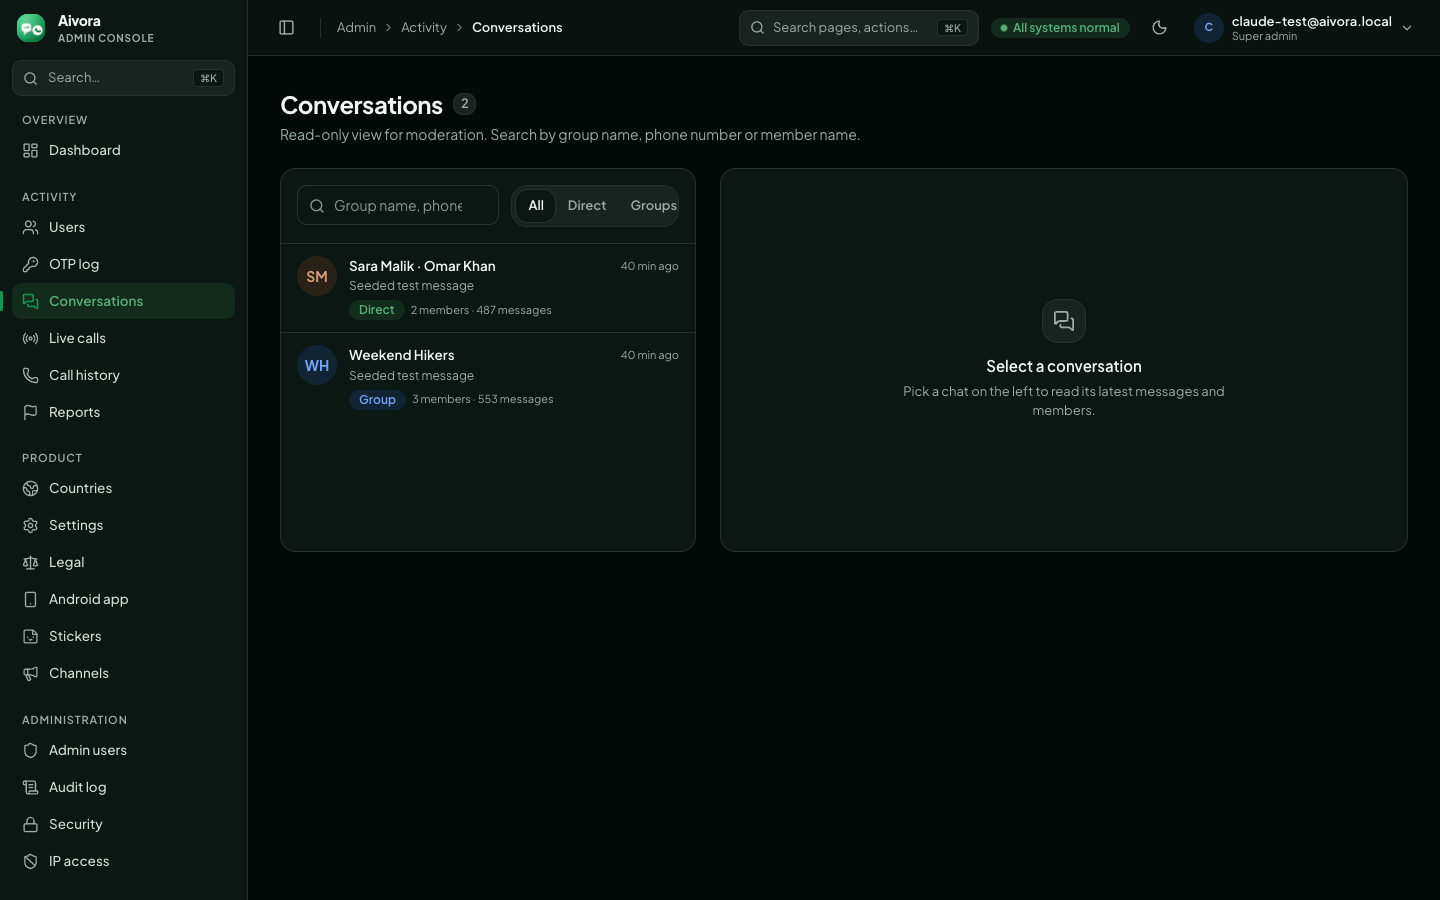 Aivora
ADMIN CONSOLE
Search...
⌘K
OVERVIEW
Dashboard
ACTIVITY
Users
OTP log
Conversations
Live calls
Call history
Reports
PRODUCT
Countries
Settings
Legal
Android app
Stickers
Channels
ADMINISTRATION
Admin users
Audit log
Security
IP access
Admin > Activity > Conversations
Search pages, actions...
⌘K
All systems normal
C
claude-test@aivora.local
Super admin
Conversations 2
Read-only view for moderation. Search by group name, phone number or member name.
Group name, phone
All Direct Groups
SM
Sara Malik · Omar Khan
40 min ago
Seeded test message
Direct 2 members · 487 messages
WH
Weekend Hikers
40 min ago
Seeded test message
Group 3 members · 553 messages
Select a conversation
Pick a chat on the left to read its latest messages and
members.